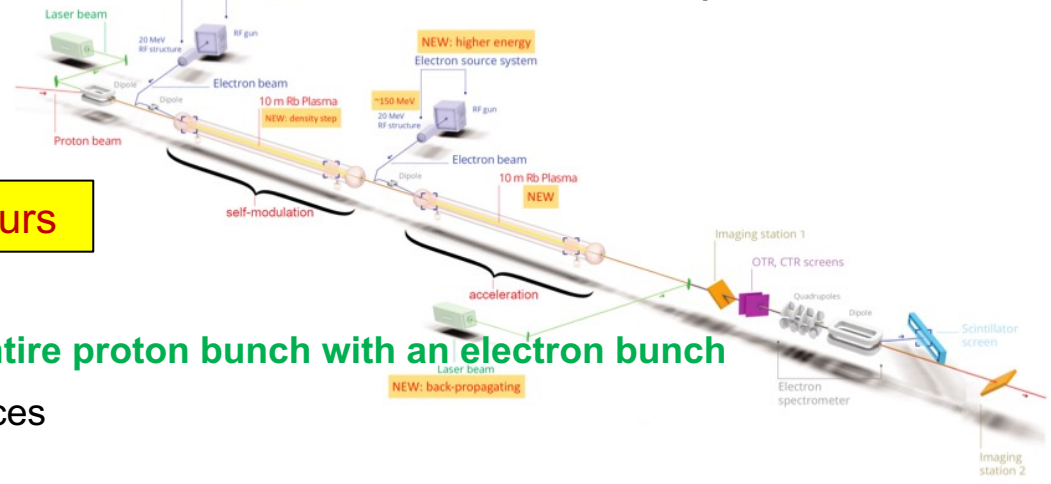 Laser beam
20 MeV
RF structure
RF gun
NEW: higher energy
Electron source system
Dipole
Electron beam
Dipole
10 m Rb Plasma
NEW: density step
~150 MeV
20 MeV
RF structure
RF gun
Proton beam
Electron beam
Dipole
10 m Rb Plasma
NEW
self-modulation
urs
Imaging station 1
OTR, CTR screens
acceleration
Quadrupoles
Dipole
Scintillator
screen
ntire proton bunch with an electron bunch
Laser beam
NEW: back-propagating
Electron
spectrometer
ces
Imaging
station 2